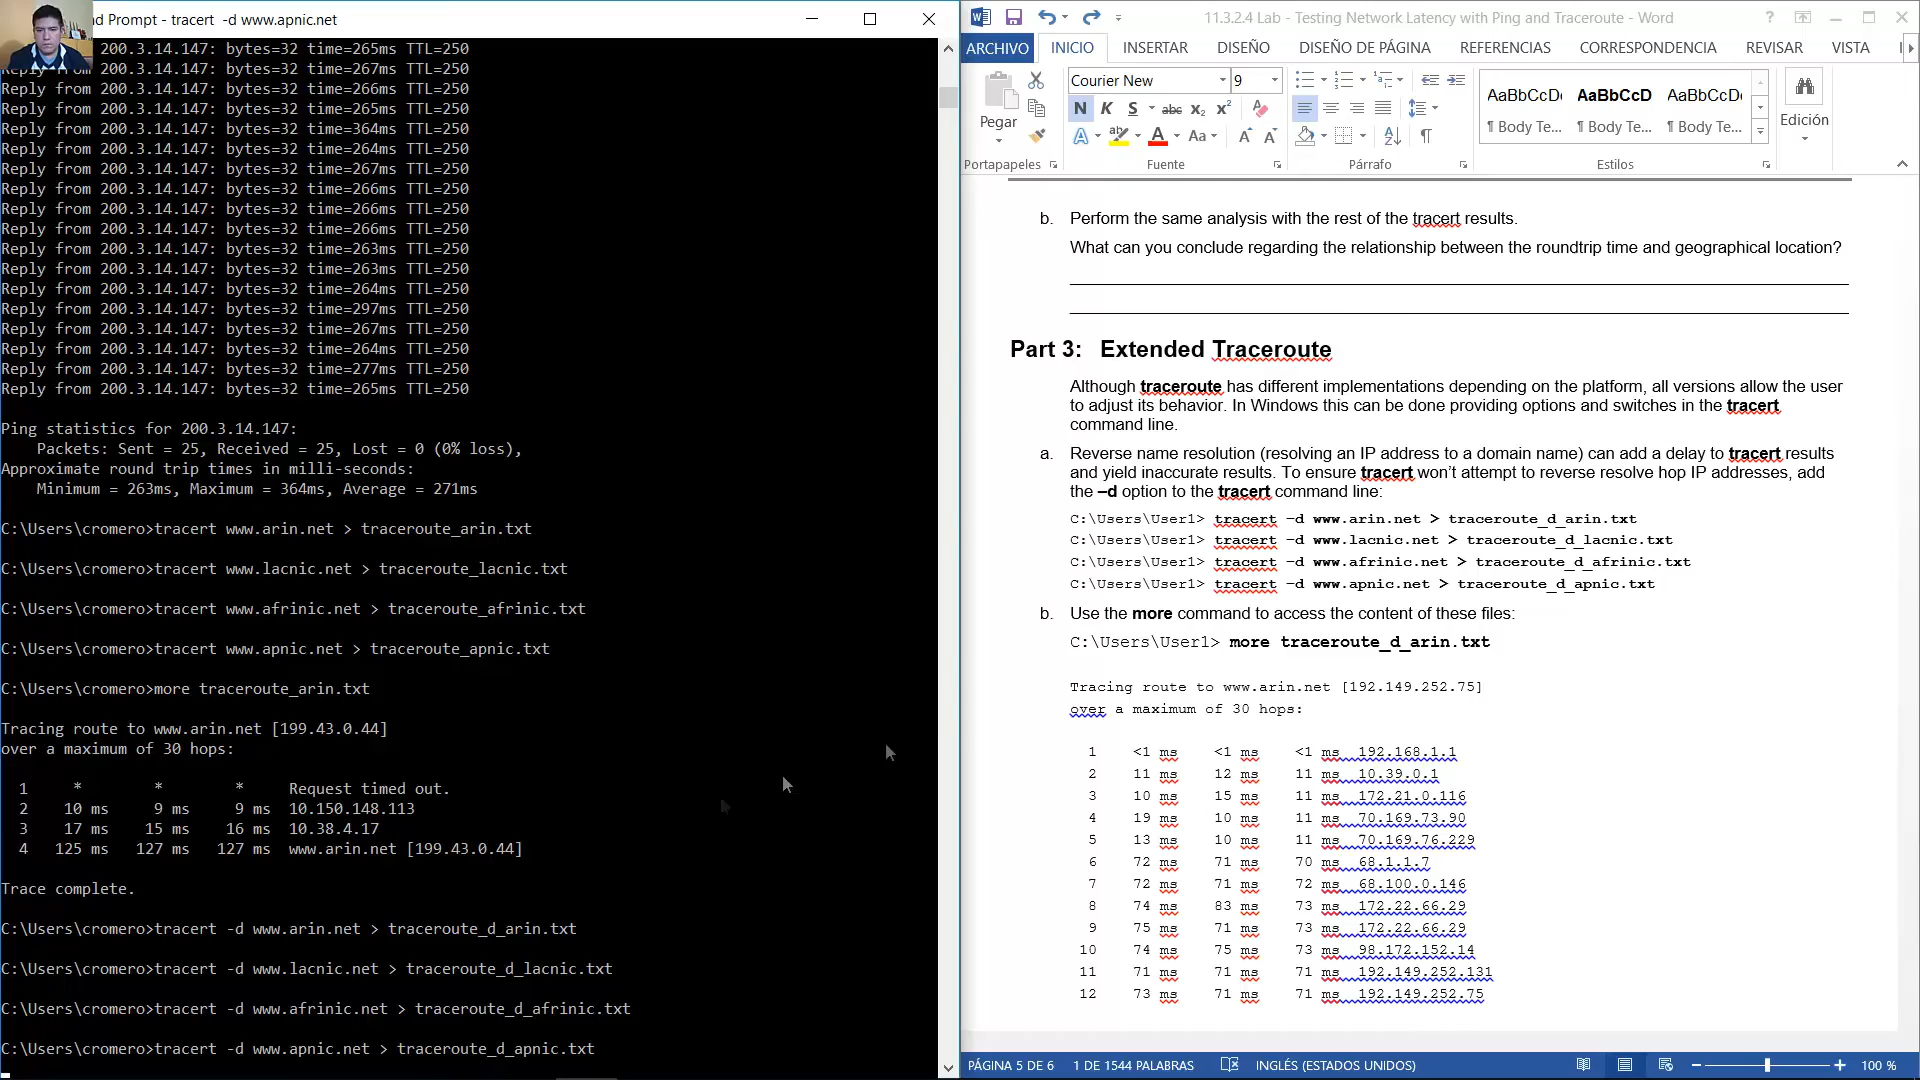 nd Prompt - tracert  -d www.apnic.net
200.3.14.147: bytes=32 time=265ms TTL=250
Reply from 200.3.14.147: bytes=32 time=267ms TTL=250
Reply from 200.3.14.147: bytes=32 time=266ms TTL=250
Reply from 200.3.14.147: bytes=32 time=265ms TTL=250
Reply from 200.3.14.147: bytes=32 time=364ms TTL=250
Reply from 200.3.14.147: bytes=32 time=264ms TTL=250
Reply from 200.3.14.147: bytes=32 time=267ms TTL=250
Reply from 200.3.14.147: bytes=32 time=266ms TTL=250
Reply from 200.3.14.147: bytes=32 time=266ms TTL=250
Reply from 200.3.14.147: bytes=32 time=266ms TTL=250
Reply from 200.3.14.147: bytes=32 time=263ms TTL=250
Reply from 200.3.14.147: bytes=32 time=263ms TTL=250
Reply from 200.3.14.147: bytes=32 time=264ms TTL=250
Reply from 200.3.14.147: bytes=32 time=297ms TTL=250
Reply from 200.3.14.147: bytes=32 time=267ms TTL=250
Reply from 200.3.14.147: bytes=32 time=264ms TTL=250
Reply from 200.3.14.147: bytes=32 time=277ms TTL=250
Reply from 200.3.14.147: bytes=32 time=265ms TTL=250
Ping statistics for 200.3.14.147:
Packets: Sent = 25, Received = 25, Lost = 0 (0% loss),
Approximate round trip times in milli-seconds:
Minimum = 263ms, Maximum = 364ms, Average = 271ms
C:\Users\cromero>tracert www.arin.net > traceroute_arin.txt
C:\Users\cromero>tracert www.lacnic.net > traceroute_lacnic.txt
C:\Users\cromero>tracert www.afrinic.net > traceroute_afrinic.txt
C:\Users\cromero>tracert www.apnic.net > traceroute_apnic.txt
C:\Users\cromero>more traceroute_arin.txt
Tracing route to www.arin.net [199.43.0.44]
over a maximum of 30 hops:
1 * * * Request timed out.
2 10 ms 9 ms 9 ms 10.150.148.113
3 17 ms 15 ms 16 ms 10.38.4.17
4 125 ms 127 ms 127 ms www.arin.net [199.43.0.44]
Trace complete.
C:\Users\cromero>tracert -d www.arin.net > traceroute_d_arin.txt
C:\Users\cromero>tracert -d www.lacnic.net > traceroute_d_lacnic.txt
C:\Users\cromero>tracert -d www.afrinic.net > traceroute_d_afrinic.txt
C:\Users\cromero>tracert -d www.apnic.net > traceroute_d_apnic.txt
11.3.2.4 Lab - Testing Network Latency with Ping and Traceroute - Word
ARCHIVO INICIO INSERTAR DISEÑO DISEÑO DE PÁGINA REFERENCIAS CORRESPONDENCIA REVISAR VISTA
Courier New 9
Pegar
N K S abc x₂ x²
A ab A Aa A A
AaBbCcDc AaBbCcD AaBbCcDc
¶ Body Te... ¶ Body Te... ¶ Body Te...
Edición
Portapapeles Fuente Párrafo Estilos
b. Perform the same analysis with the rest of the tracert results.
What can you conclude regarding the relationship between the roundtrip time and geographical location?
Part 3: Extended Traceroute
Although traceroute has different implementations depending on the platform, all versions allow the user
to adjust its behavior. In Windows this can be done providing options and switches in the tracert
command line.
a. Reverse name resolution (resolving an IP address to a domain name) can add a delay to tracert results
and yield inaccurate results. To ensure tracert won’t attempt to reverse resolve hop IP addresses, add
the –d option to the tracert command line:
C:\Users\User1> tracert –d www.arin.net > traceroute_d_arin.txt
C:\Users\User1> tracert –d www.lacnic.net > traceroute_d_lacnic.txt
C:\Users\User1> tracert –d www.afrinic.net > traceroute_d_afrinic.txt
C:\Users\User1> tracert –d www.apnic.net > traceroute_d_apnic.txt
b. Use the more command to access the content of these files:
C:\Users\User1> more traceroute_d_arin.txt
Tracing route to www.arin.net [192.149.252.75]
over a maximum of 30 hops:
1 <1 ms <1 ms <1 ms 192.168.1.1
2 11 ms 12 ms 11 ms 10.39.0.1
3 10 ms 15 ms 11 ms 172.21.0.116
4 19 ms 10 ms 11 ms 70.169.73.90
5 13 ms 10 ms 11 ms 70.169.76.229
6 72 ms 71 ms 70 ms 68.1.1.7
7 72 ms 71 ms 72 ms 68.100.0.146
8 74 ms 83 ms 73 ms 172.22.66.29
9 75 ms 71 ms 73 ms 172.22.66.29
10 74 ms 75 ms 73 ms 98.172.152.14
11 71 ms 71 ms 71 ms 192.149.252.131
12 73 ms 71 ms 71 ms 192.149.252.75
PÁGINA 5 DE 6 1 DE 1544 PALABRAS INGLÉS (ESTADOS UNIDOS) 100 %